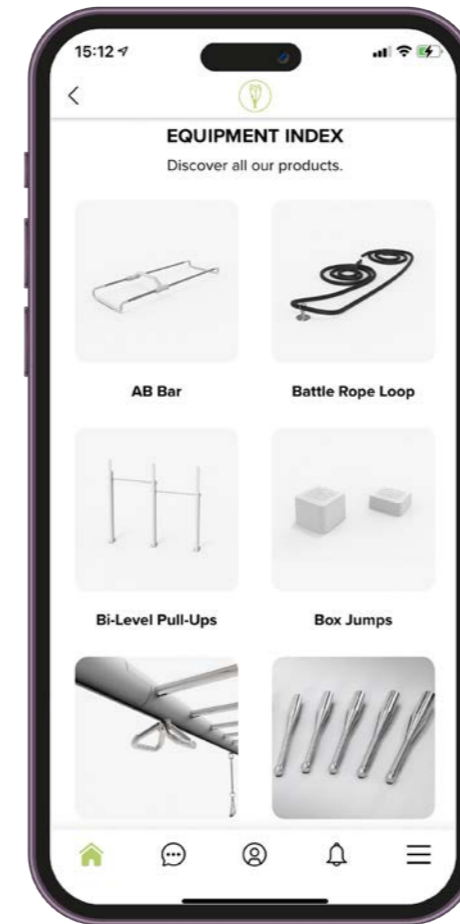 15:12
EQUIPMENT INDEX
Discover all our products.
AB Bar
Battle Rope Loop
Bi-Level Pull-Ups
Box Jumps